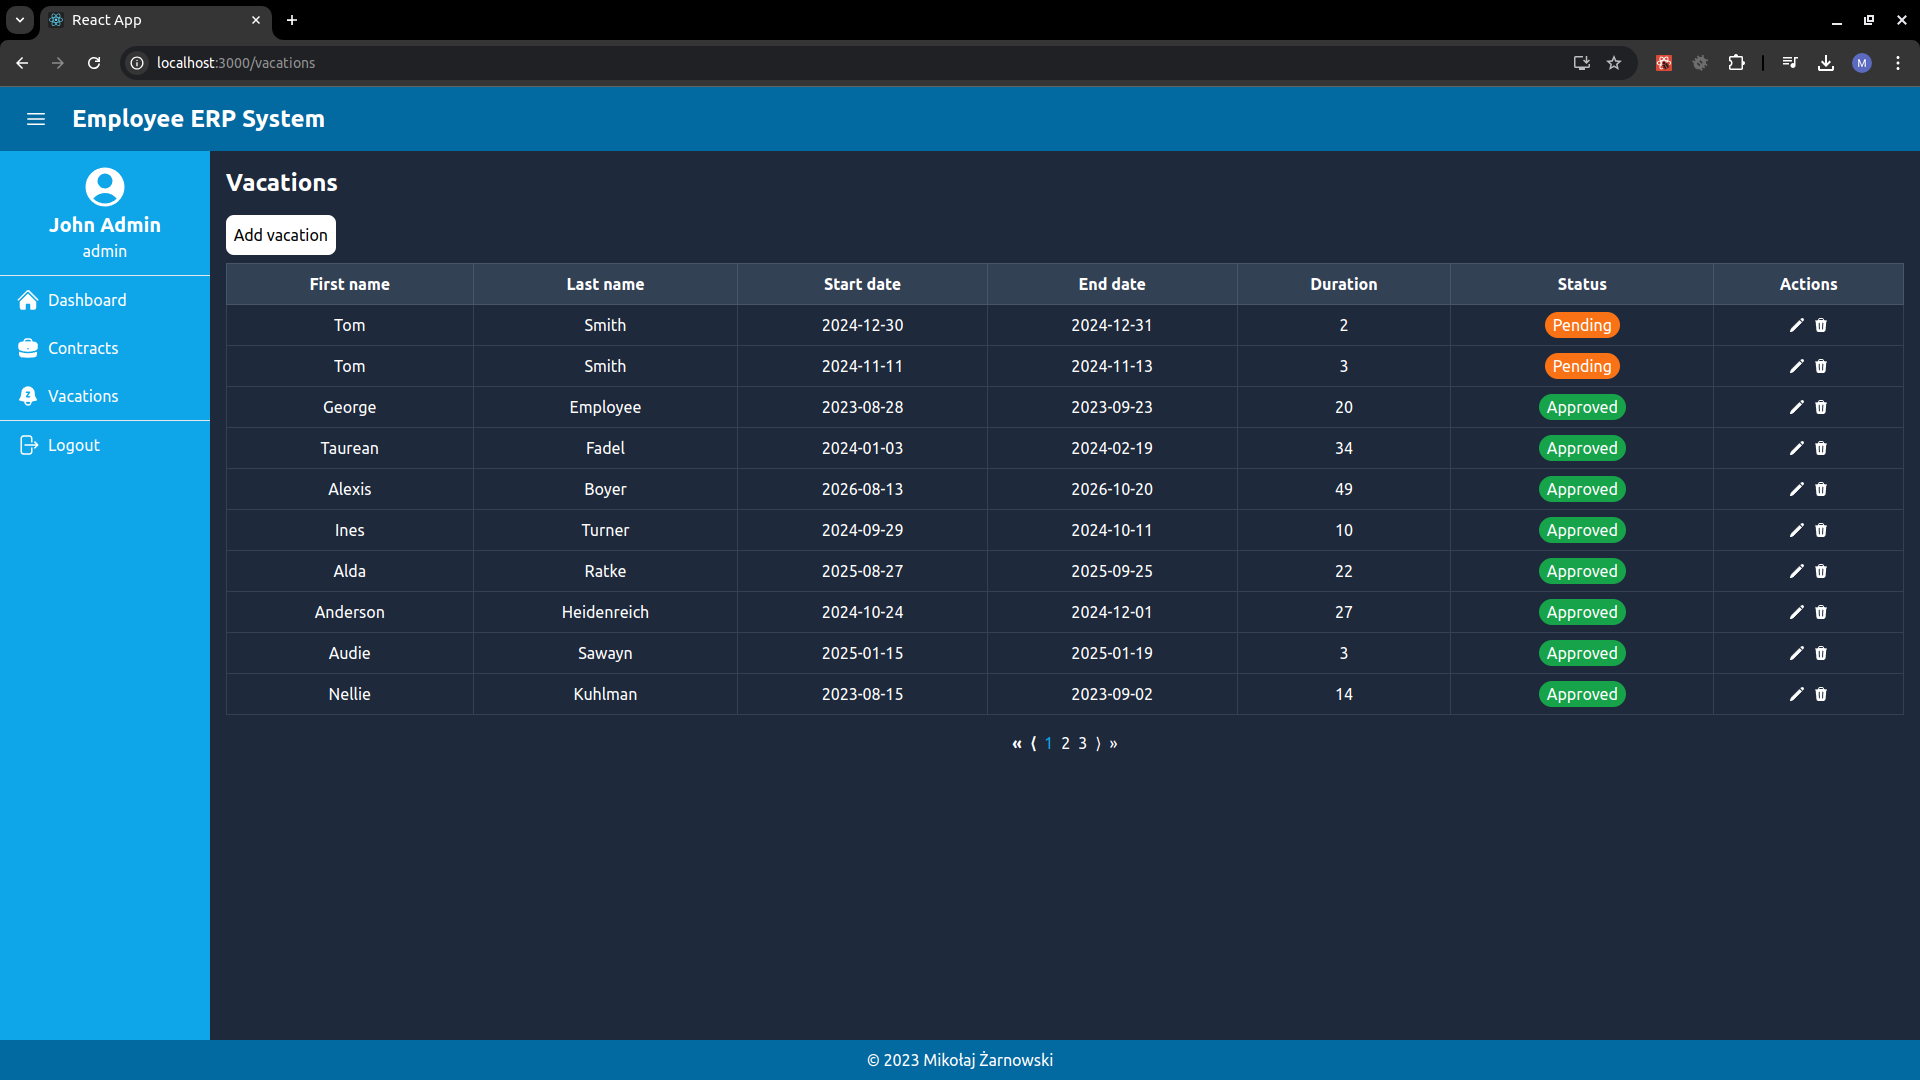 React App
localhost:3000/vacations
M
Employee ERP System
John Admin
admin
Dashboard
Contracts
Vacations
Logout
Vacations
Add vacation
First name Last name Start date End date Duration Status Actions
Tom Smith 2024-12-30 2024-12-31 2 Pending
Tom Smith 2024-11-11 2024-11-13 3 Pending
George Employee 2023-08-28 2023-09-23 20 Approved
Taurean Fadel 2024-01-03 2024-02-19 34 Approved
Alexis Boyer 2026-08-13 2026-10-20 49 Approved
Ines Turner 2024-09-29 2024-10-11 10 Approved
Alda Ratke 2025-08-27 2025-09-25 22 Approved
Anderson Heidenreich 2024-10-24 2024-12-01 27 Approved
Audie Sawayn 2025-01-15 2025-01-19 3 Approved
Nellie Kuhlman 2023-08-15 2023-09-02 14 Approved
« ⟨ 1 2 3 ⟩ »
© 2023 Mikołaj Żarnowski